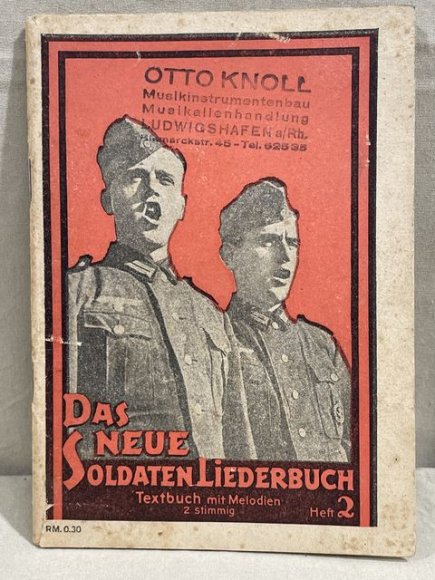 OTTO KNOLL
Musikinstrumentenbau
Musikalienhandlung
LUDWIGSHAFEN a/Rh.
Bismarckstr. 45 - Tel. 62535
DAS
NEUE
SOLDATEN LIEDERBUCH
Textbuch mit Melodien
2 stimmig
Heft 2
RM. 0.30